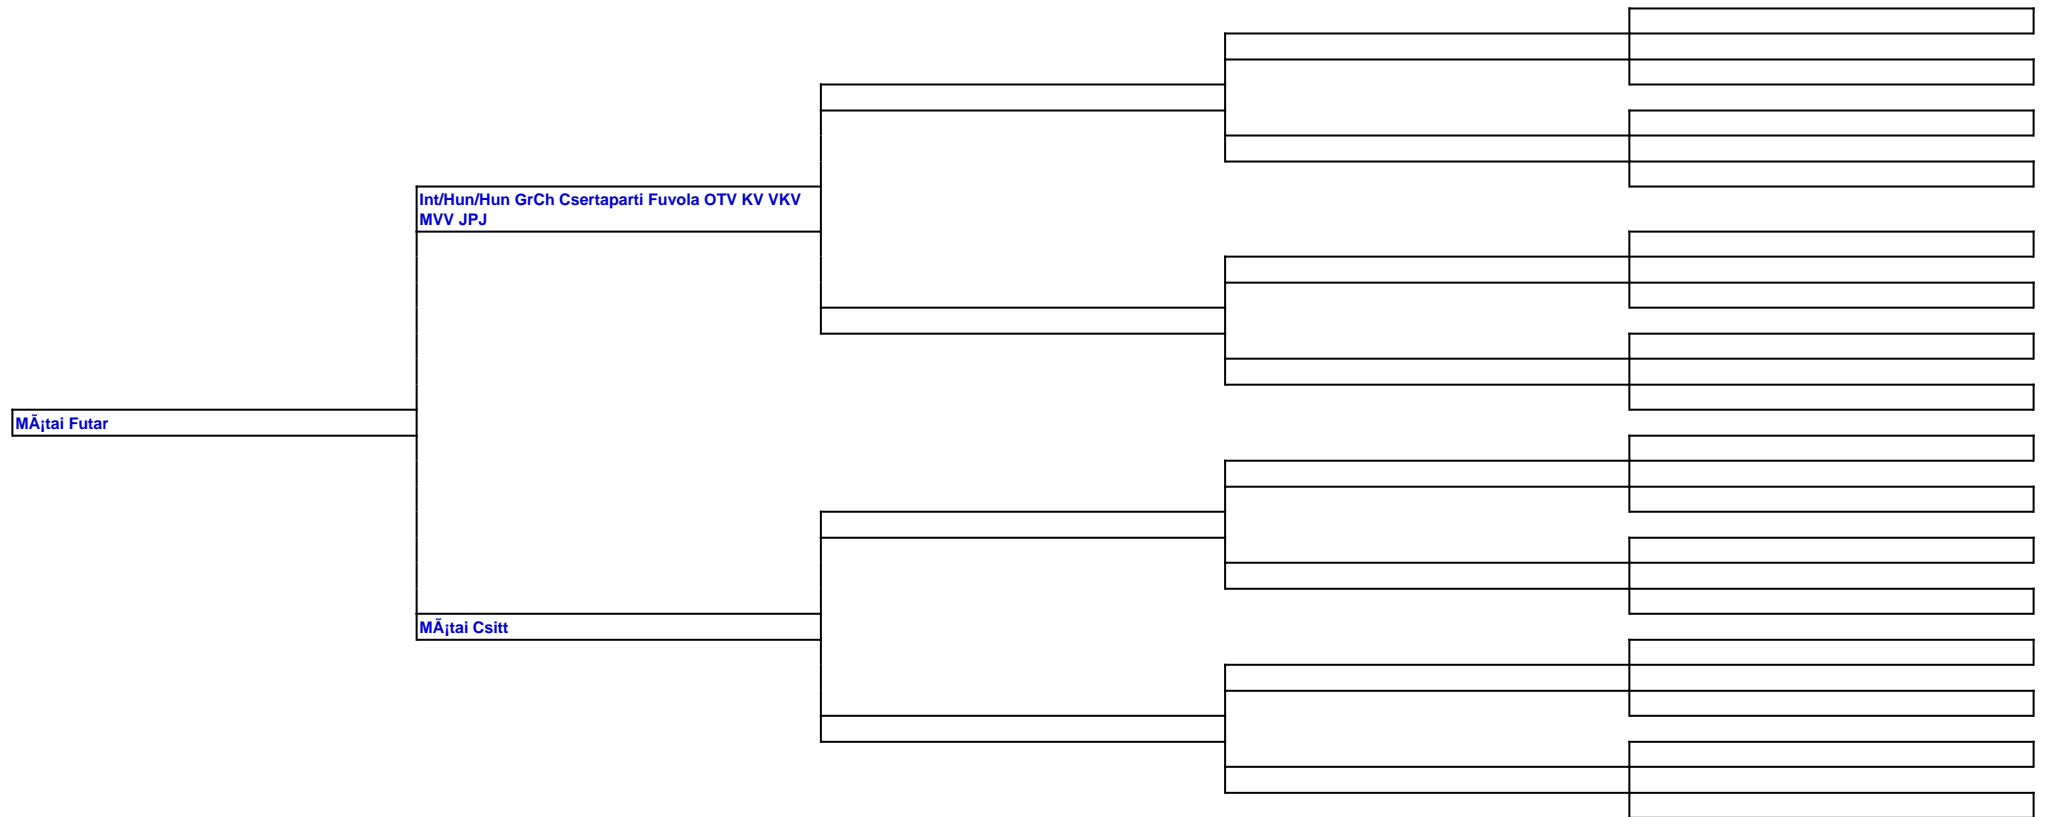 Int/Hun/Hun GrCh Csertaparti Fuvola OTV KV VKV
MVV JPJ
MÃ¡tai Futar
MÃ¡tai Csitt